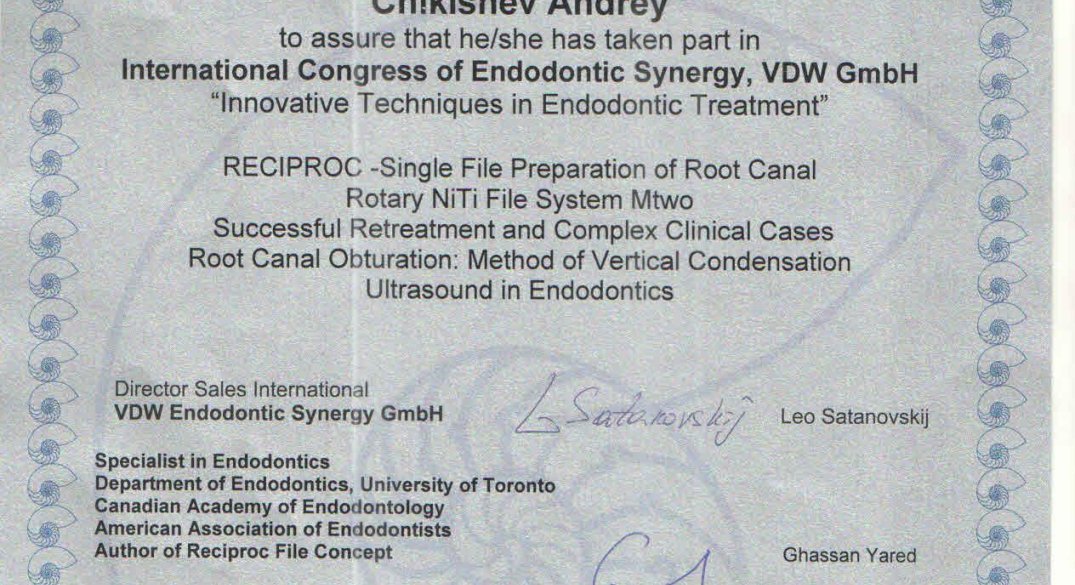 Chikishev Andrey
to assure that he/she has taken part in
International Congress of Endodontic Synergy, VDW GmbH
“Innovative Techniques in Endodontic Treatment”
RECIPROC -Single File Preparation of Root Canal
Rotary NiTi File System Mtwo
Successful Retreatment and Complex Clinical Cases
Root Canal Obturation: Method of Vertical Condensation
Ultrasound in Endodontics
Director Sales International
VDW Endodontic Synergy GmbH
L Satanovskij
Leo Satanovskij
Specialist in Endodontics
Department of Endodontics, University of Toronto
Canadian Academy of Endodontology
American Association of Endodontists
Author of Reciproc File Concept
Ghassan Yared